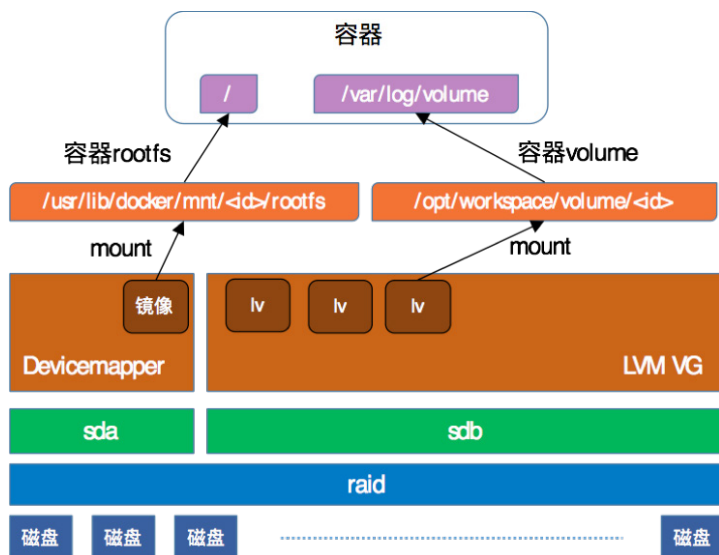 容器
/
/var/log/volume
容器rootfs
容器volume
/usr/lib/docker/mnt/<id>/rootfs
/opt/workspace/volume/<id>
mount
mount
镜像
lv
lv
lv
Devicemapper
LVM VG
sda
sdb
raid
磁盘
磁盘
磁盘
磁盘